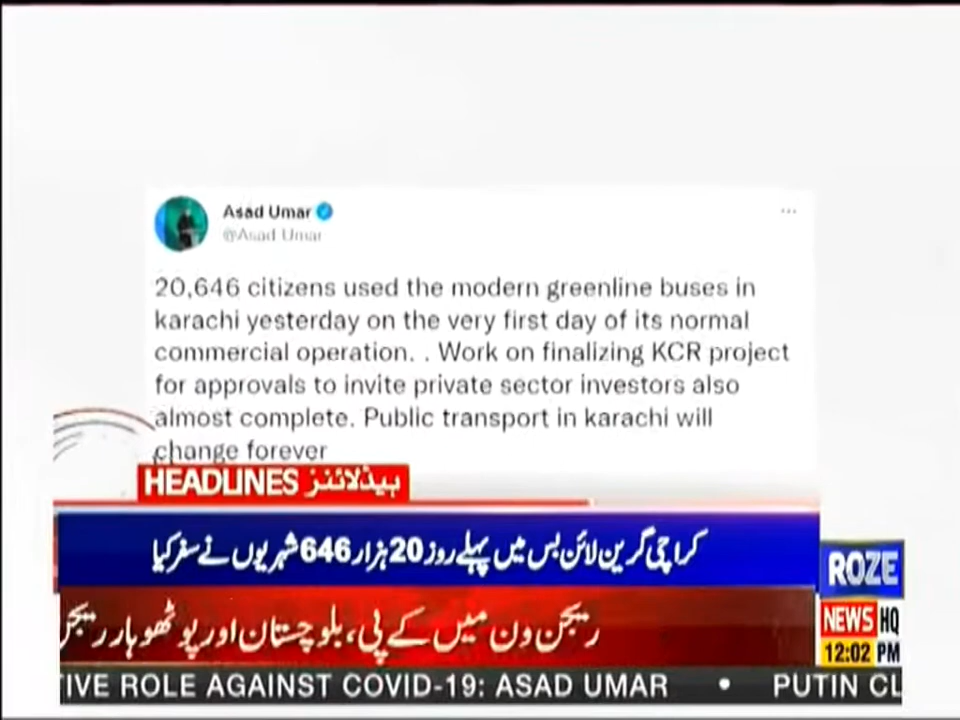 Asad Umar
@Asad Umar
20,646 citizens used the modern greenline buses in
karachi yesterday on the very first day of its normal
commercial operation. . Work on finalizing KCR project
for approvals to invite private sector investors also
almost complete. Public transport in karachi will
change forever
HEADLINES ہیڈلائنز
کراچی گرین لائن بس میں پہلے روز 20 ہزار 646 شہریوں نے سفر کیا
ROZE
ریجن ون میں کے پی، بلوچستان اور پوٹھوہار ریجن
NEWS HQ
12:02 PM
IVE ROLE AGAINST COVID-19: ASAD UMAR • PUTIN CL